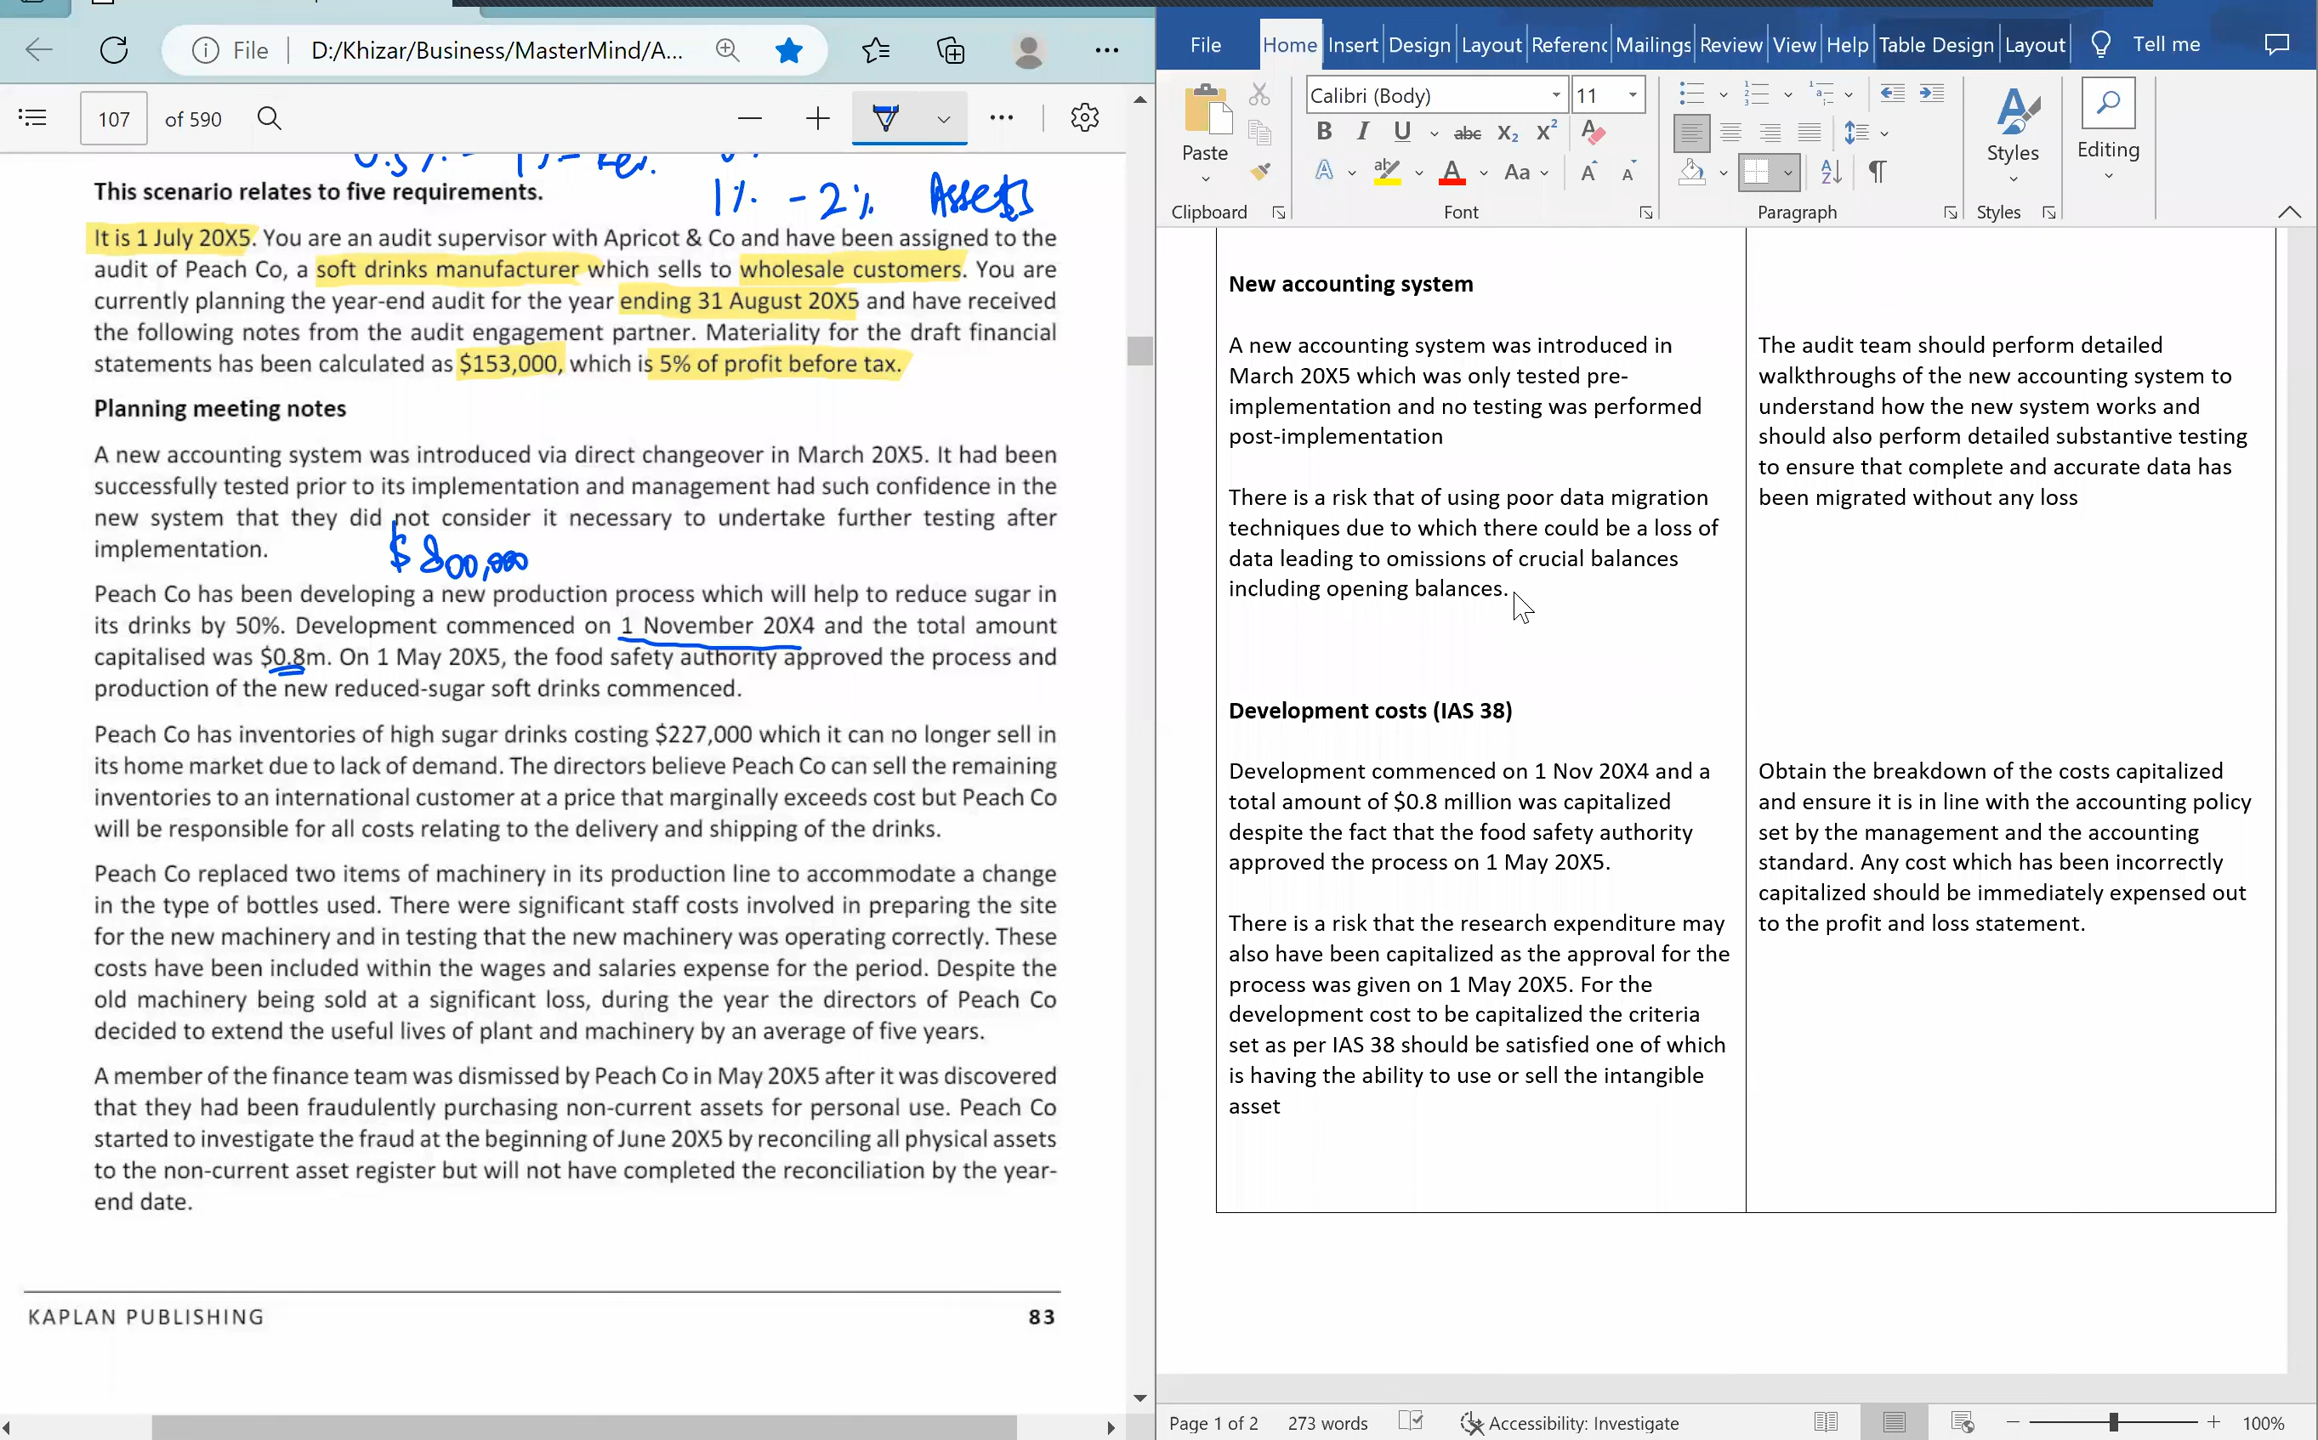 File
D:/Khizar/Business/MasterMind/A...
107 of 590
1% - 2% Assets
This scenario relates to five requirements.
It is 1 July 20X5. You are an audit supervisor with Apricot & Co and have been assigned to the
audit of Peach Co, a soft drinks manufacturer which sells to wholesale customers. You are
currently planning the year-end audit for the year ending 31 August 20X5 and have received
the following notes from the audit engagement partner. Materiality for the draft financial
statements has been calculated as $153,000, which is 5% of profit before tax.
Planning meeting notes
A new accounting system was introduced via direct changeover in March 20X5. It had been
successfully tested prior to its implementation and management had such confidence in the
new system that they did not consider it necessary to undertake further testing after
implementation.
$800,000
Peach Co has been developing a new production process which will help to reduce sugar in
its drinks by 50%. Development commenced on 1 November 20X4 and the total amount
capitalised was $0.8m. On 1 May 20X5, the food safety authority approved the process and
production of the new reduced-sugar soft drinks commenced.
Peach Co has inventories of high sugar drinks costing $227,000 which it can no longer sell in
its home market due to lack of demand. The directors believe Peach Co can sell the remaining
inventories to an international customer at a price that marginally exceeds cost but Peach Co
will be responsible for all costs relating to the delivery and shipping of the drinks.
Peach Co replaced two items of machinery in its production line to accommodate a change
in the type of bottles used. There were significant staff costs involved in preparing the site
for the new machinery and in testing that the new machinery was operating correctly. These
costs have been included within the wages and salaries expense for the period. Despite the
old machinery being sold at a significant loss, during the year the directors of Peach Co
decided to extend the useful lives of plant and machinery by an average of five years.
A member of the finance team was dismissed by Peach Co in May 20X5 after it was discovered
that they had been fraudulently purchasing non-current assets for personal use. Peach Co
started to investigate the fraud at the beginning of June 20X5 by reconciling all physical assets
to the non-current asset register but will not have completed the reconciliation by the year-
end date.
KAPLAN PUBLISHING 83
File Home Insert Design Layout Referenc Mailings Review View Help Table Design Layout Tell me
Paste
Calibri (Body) 11
Styles
Editing
Clipboard Font Paragraph Styles
New accounting system
A new accounting system was introduced in
March 20X5 which was only tested pre-
implementation and no testing was performed
post-implementation
There is a risk that of using poor data migration
techniques due to which there could be a loss of
data leading to omissions of crucial balances
including opening balances.
The audit team should perform detailed
walkthroughs of the new accounting system to
understand how the new system works and
should also perform detailed substantive testing
to ensure that complete and accurate data has
been migrated without any loss
Development costs (IAS 38)
Development commenced on 1 Nov 20X4 and a
total amount of $0.8 million was capitalized
despite the fact that the food safety authority
approved the process on 1 May 20X5.
There is a risk that the research expenditure may
also have been capitalized as the approval for the
process was given on 1 May 20X5. For the
development cost to be capitalized the criteria
set as per IAS 38 should be satisfied one of which
is having the ability to use or sell the intangible
asset
Obtain the breakdown of the costs capitalized
and ensure it is in line with the accounting policy
set by the management and the accounting
standard. Any cost which has been incorrectly
capitalized should be immediately expensed out
to the profit and loss statement.
Page 1 of 2 273 words Accessibility: Investigate 100%